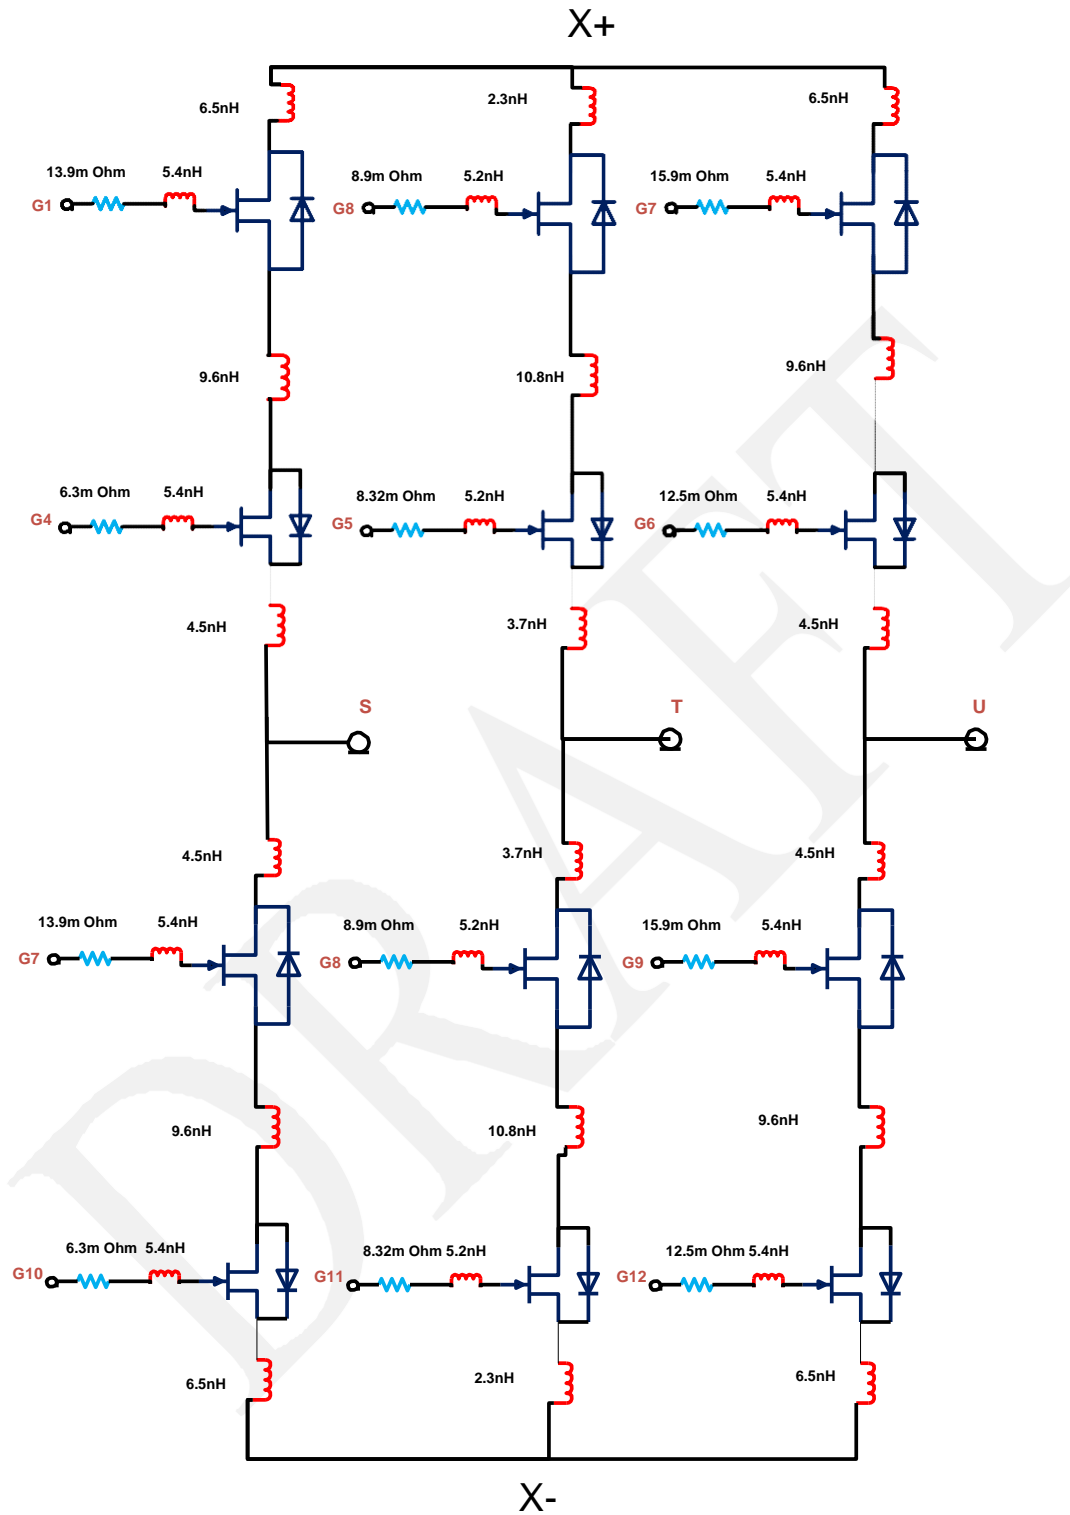 X+
6.5nH 2.3nH 6.5nH
13.9m Ohm 5.4nH 8.9m Ohm 5.2nH 15.9m Ohm 5.4nH
G1 G8 G7
9.6nH 10.8nH 9.6nH
6.3m Ohm 5.4nH 8.32m Ohm 5.2nH 12.5m Ohm 5.4nH
G4 G5 G6
4.5nH 3.7nH 4.5nH
S T U
4.5nH 3.7nH 4.5nH
13.9m Ohm 5.4nH 8.9m Ohm 5.2nH 15.9m Ohm 5.4nH
G7 G8 G9
9.6nH 10.8nH 9.6nH
6.3m Ohm 5.4nH 8.32m Ohm 5.2nH 12.5m Ohm 5.4nH
G10 G11 G12
6.5nH 2.3nH 6.5nH
X-
DRAFT